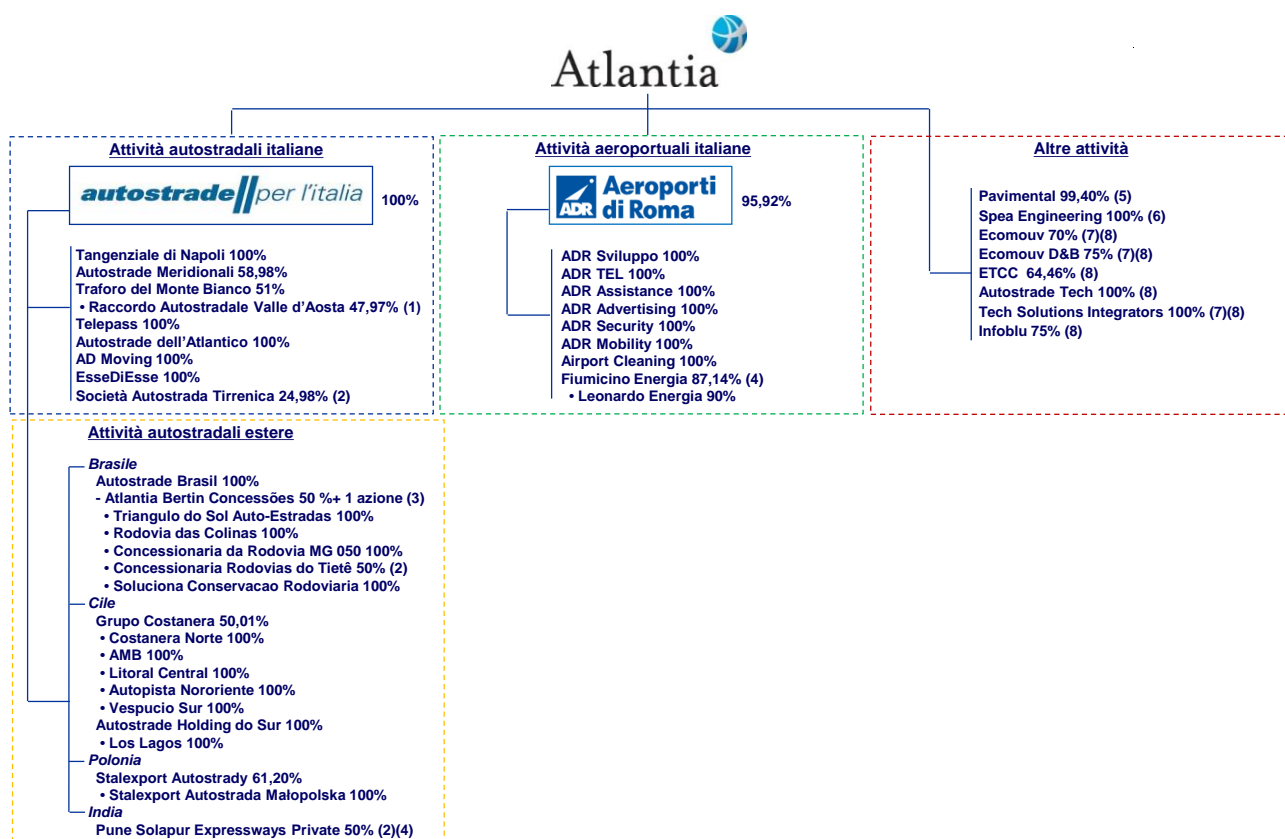 Atlantia
Attività autostradali italiane
autostrade//per l'italia 100%
Tangenziale di Napoli 100%
Autostrade Meridionali 58,98%
Traforo del Monte Bianco 51%
• Raccordo Autostradale Valle d'Aosta 47,97% (1)
Telepass 100%
Autostrade dell'Atlantico 100%
AD Moving 100%
EsseDiEsse 100%
Società Autostrada Tirrenica 24,98% (2)
Attività aeroportuali italiane
ADR Aeroporti
di Roma
95,92%
ADR Sviluppo 100%
ADR TEL 100%
ADR Assistance 100%
ADR Advertising 100%
ADR Security 100%
ADR Mobility 100%
Airport Cleaning 100%
Fiumicino Energia 87,14% (4)
• Leonardo Energia 90%
Altre attività
Pavimental 99,40% (5)
Spea Engineering 100% (6)
Ecomouv 70% (7)(8)
Ecomouv D&B 75% (7)(8)
ETCC 64,46% (8)
Autostrade Tech 100% (8)
Tech Solutions Integrators 100% (7)(8)
Infoblu 75% (8)
Attività autostradali estere
Brasile
Autostrade Brasil 100%
- Atlantia Bertin Concessões 50 %+ 1 azione (3)
• Triangulo do Sol Auto-Estradas 100%
• Rodovia das Colinas 100%
• Concessionaria da Rodovia MG 050 100%
• Concessionaria Rodovias do Tietê 50% (2)
• Soluciona Conservacao Rodoviaria 100%
Cile
Grupo Costanera 50,01%
• Costanera Norte 100%
• AMB 100%
• Litoral Central 100%
• Autopista Nororiente 100%
• Vespucio Sur 100%
Autostrade Holding do Sur 100%
• Los Lagos 100%
Polonia
Stalexport Autostrady 61,20%
• Stalexport Autostrada Małopolska 100%
India
Pune Solapur Expressways Private 50% (2)(4)